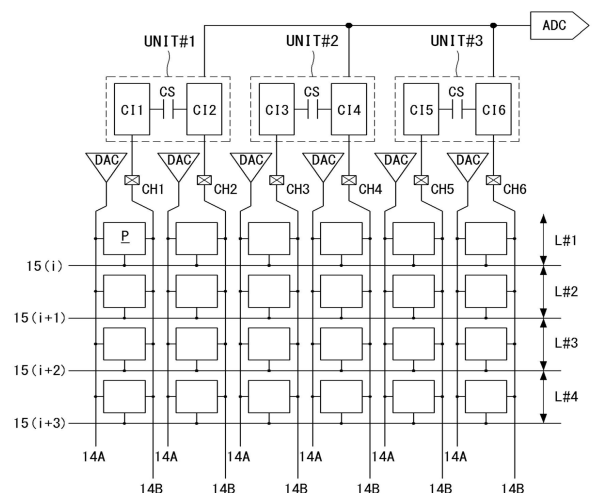 ADC
UNIT#1 UNIT#2 UNIT#3
CS CS CS
CI1 CI2 CI3 CI4 CI5 CI6
DAC DAC DAC DAC DAC DAC
CH1 CH2 CH3 CH4 CH5 CH6
P
L#1
15(i)
L#2
15(i+1)
L#3
15(i+2)
L#4
15(i+3)
14A 14A 14A 14A 14A 14A
14B 14B 14B 14B 14B 14B